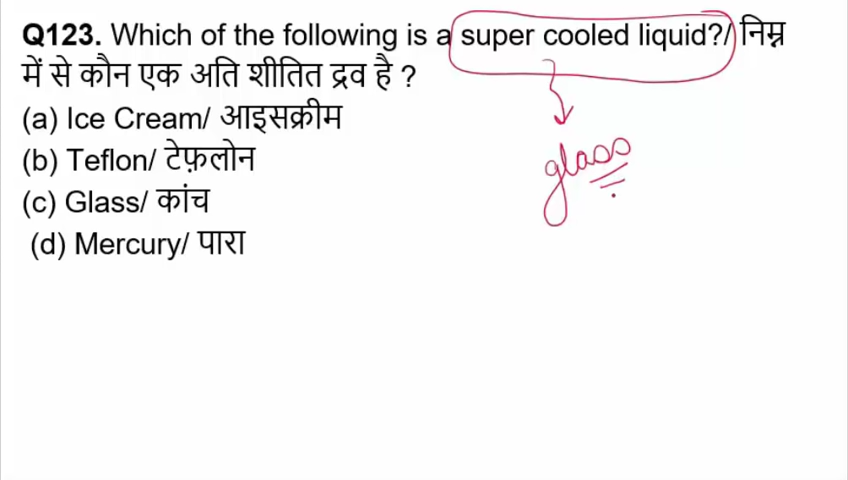 Q123. Which of the following is a super cooled liquid?/ निम्न
में से कौन एक अति शीतित द्रव है ?
(a) Ice Cream/ आइसक्रीम
(b) Teflon/ टेफ़लोन
glass
(c) Glass/ कांच
(d) Mercury/ पारा